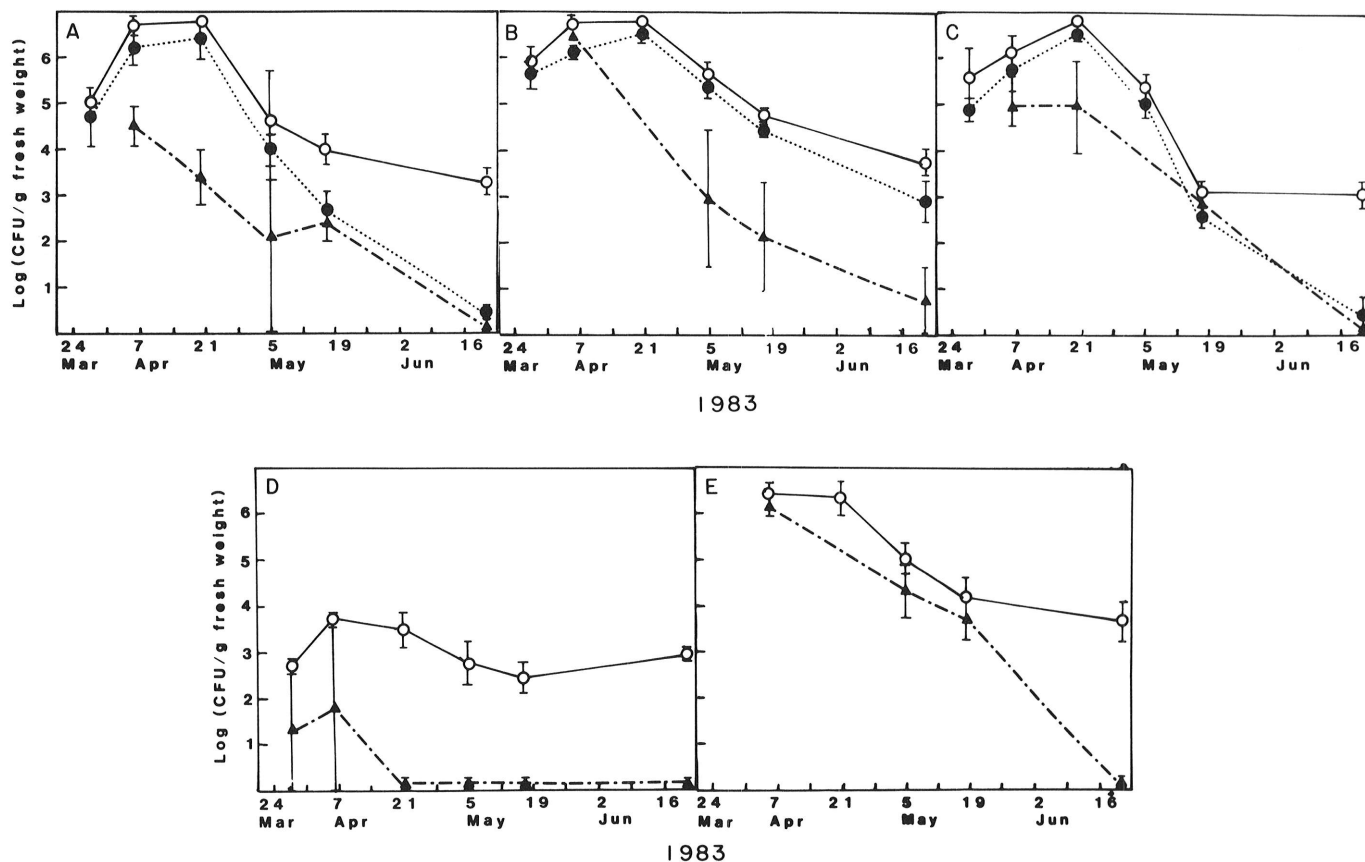 A B C
Log (CFU/g fresh weight)
6
5
4
3
2
1
24 7 21 5 19 2 16 24 7 21 5 19 2 16 24 7 21 5 19 2 16
Mar Apr May Jun Mar Apr May Jun Mar Apr May Jun
1983
D E
Log (CFU/g fresh weight)
6
5
4
3
2
1
24 7 21 5 19 2 16 24 7 21 5 19 2 16
Mar Apr May Jun Mar Apr May Jun
1983